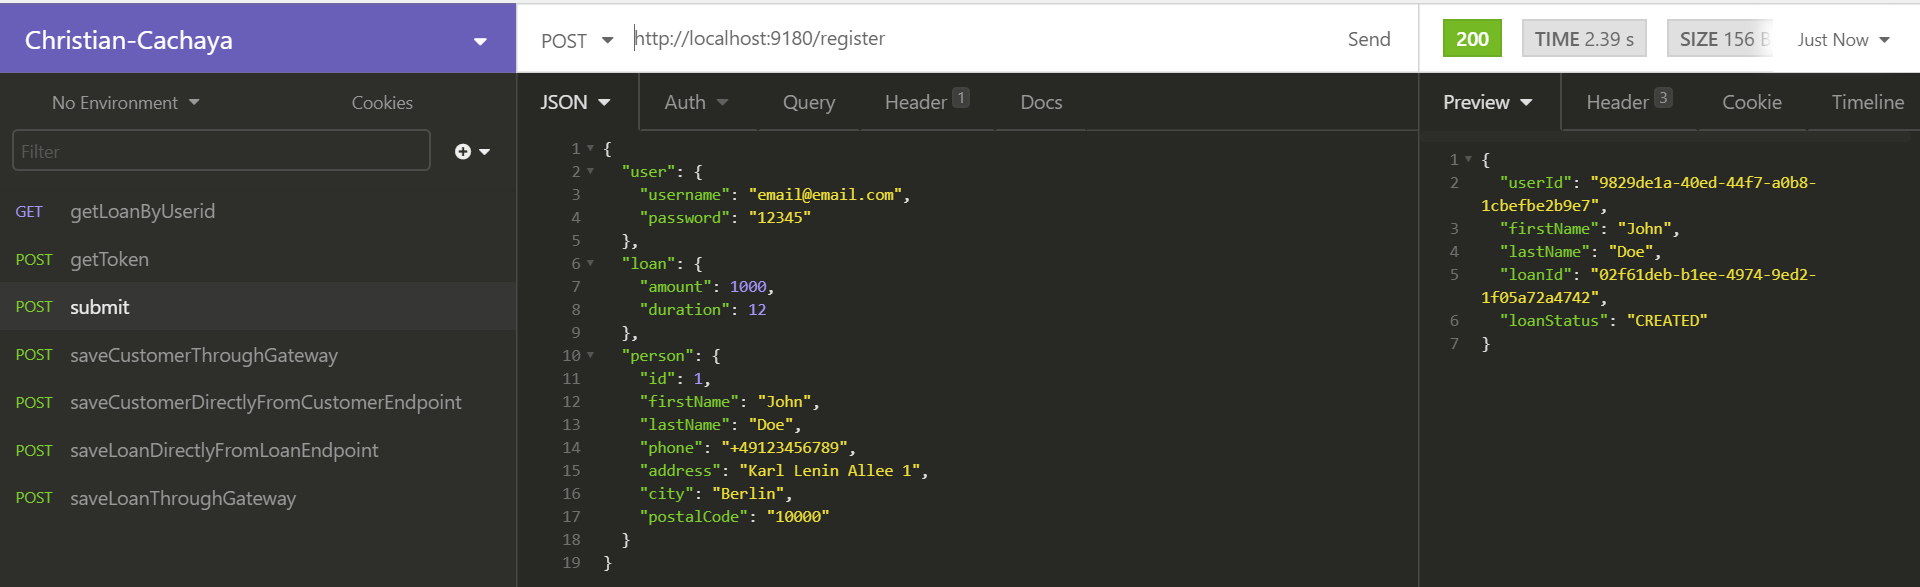 Christian-Cachaya
No Environment
Cookies
Filter
GET getLoanByUserid
POST getToken
POST submit
POST saveCustomerThroughGateway
POST saveCustomerDirectlyFromCustomerEndpoint
POST saveLoanDirectlyFromLoanEndpoint
POST saveLoanThroughGateway
POST http://localhost:9180/register Send
JSON Auth Query Header 1 Docs
1 {
2 "user": {
3 "username": "email@email.com",
4 "password": "12345"
5 },
6 "loan": {
7 "amount": 1000,
8 "duration": 12
9 },
10 "person": {
11 "id": 1,
12 "firstName": "John",
13 "lastName": "Doe",
14 "phone": "+49123456789",
15 "address": "Karl Lenin Allee 1",
16 "city": "Berlin",
17 "postalCode": "10000"
18 }
19 }
200 TIME 2.39 s SIZE 156 B Just Now
Preview Header 3 Cookie Timeline
1 {
2 "userId": "9829de1a-40ed-44f7-a0b8-
1cbefbe2b9e7",
3 "firstName": "John",
4 "lastName": "Doe",
5 "loanId": "02f61deb-b1ee-4974-9ed2-
1f05a72a4742",
6 "loanStatus": "CREATED"
7 }